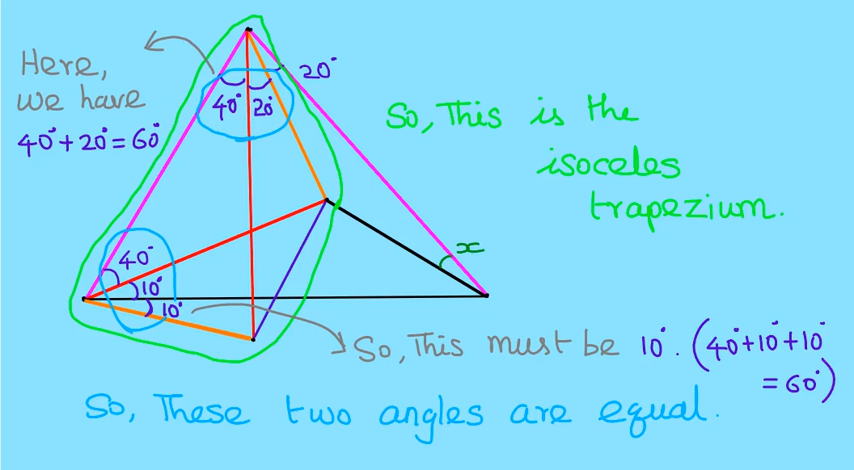 Here,
we have
40°+20°=60°
40° 20°
20°
So, This is the
isoceles
trapezium.
x
40°
10°
10°
So, This must be 10°. (40°+10°+10°
=60°)
So, These two angles are equal.